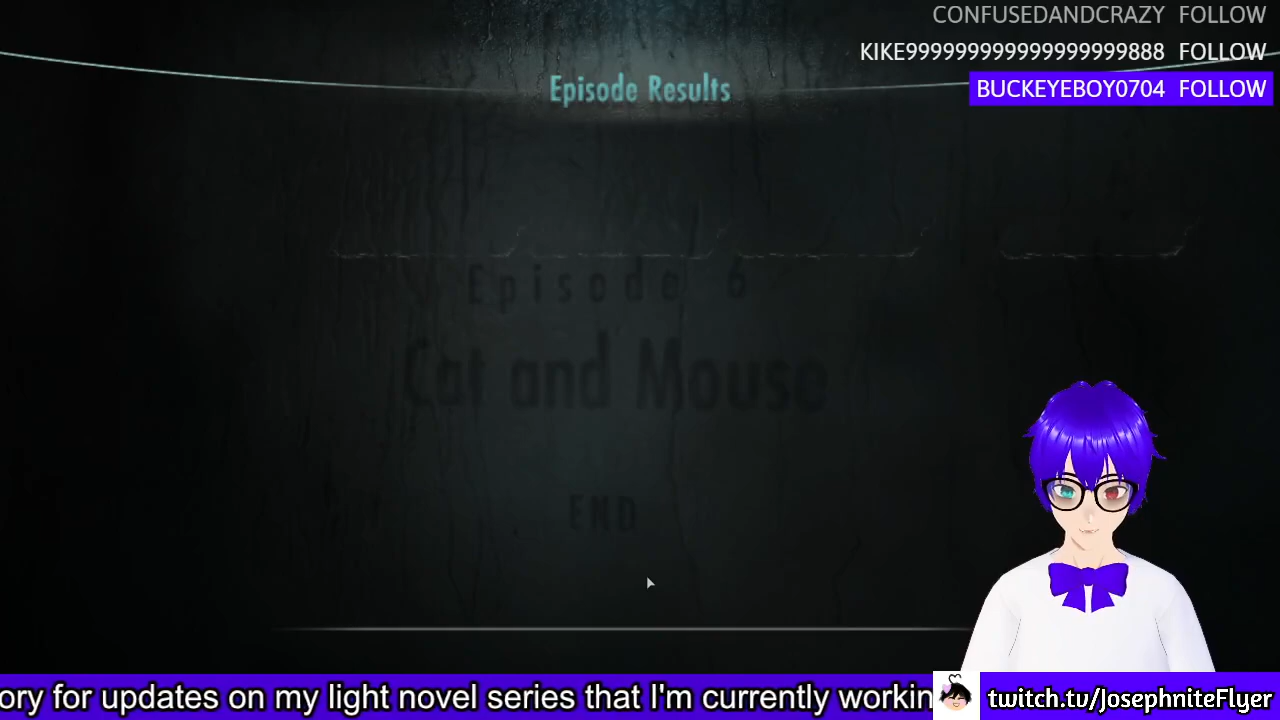 CONFUSEDANDCRAZY FOLLOW
KIKE999999999999999999888 FOLLOW
BUCKEYEBOY0704 FOLLOW
Episode Results
Episode 6
Cat and Mouse
END
ory for updates on my light novel series that I'm currently workin
twitch.tv/JosephniteFlyer